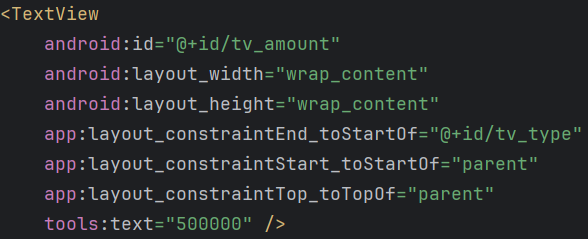 <TextView
android:id="@+id/tv_amount"
android:layout_width="wrap_content"
android:layout_height="wrap_content"
app:layout_constraintEnd_toStartOf="@+id/tv_type"
app:layout_constraintStart_toStartOf="parent"
app:layout_constraintTop_toTopOf="parent"
tools:text="500000" />